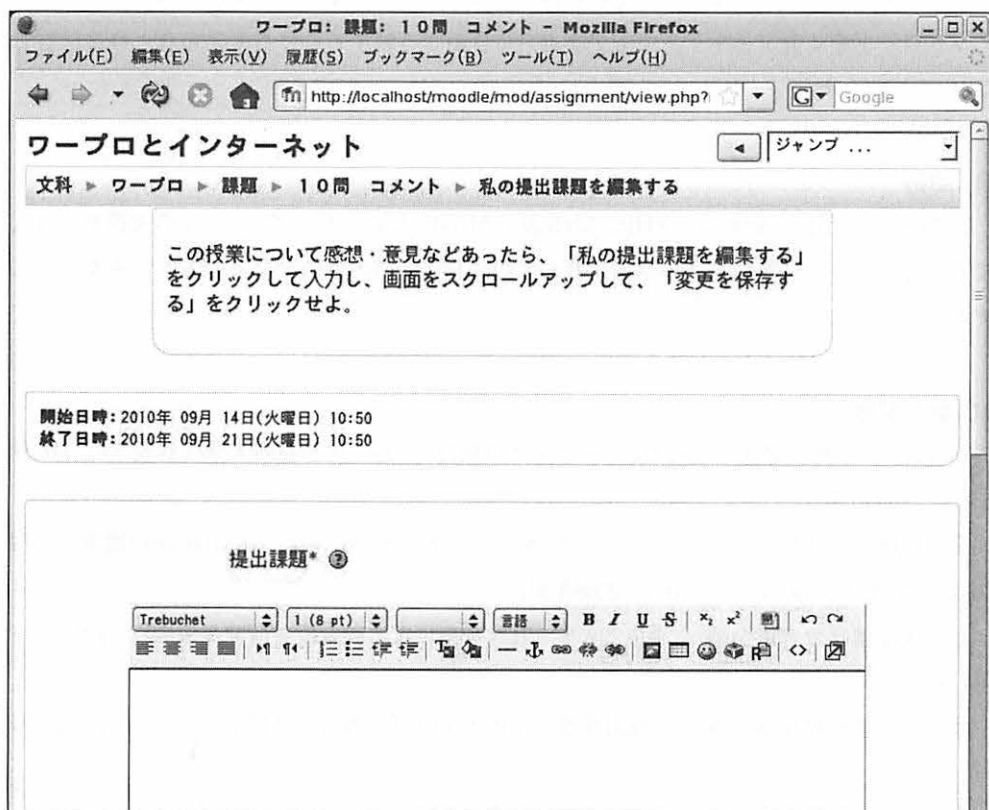 ワープロ: 課題: １０問　コメント - Mozilla Firefox
ファイル(F) 編集(E) 表示(V) 履歴(S) ブックマーク(B) ツール(T) ヘルプ(H)
http://localhost/moodle/mod/assignment/view.php? Google
ワープロとインターネット ジャンプ ...
文科 ► ワープロ ► 課題 ► １０問　コメント ► 私の提出課題を編集する
この授業について感想・意見などあったら、「私の提出課題を編集する」
をクリックして入力し、画面をスクロールアップして、「変更を保存す
る」をクリックせよ。
開始日時: 2010年 09月 14日(火曜日) 10:50
終了日時: 2010年 09月 21日(火曜日) 10:50
提出課題*
Trebuchet 1 (8 pt) 言語 B I U S x₂ x²